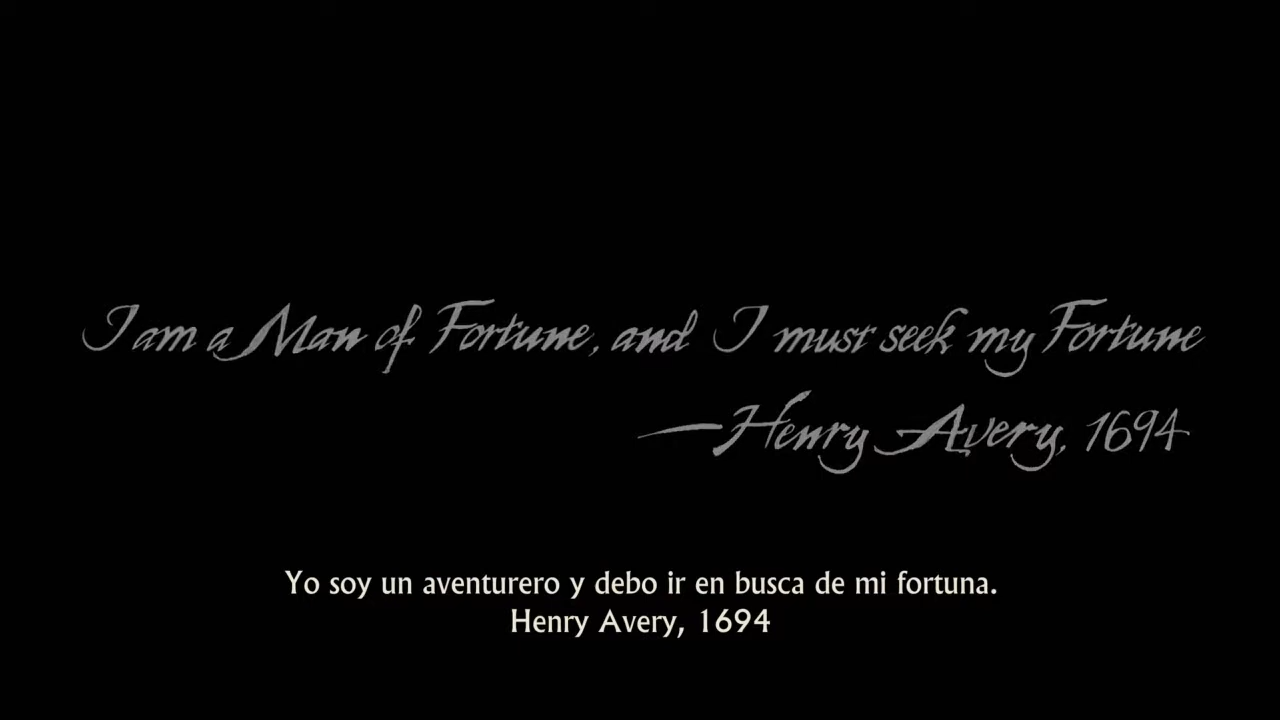 I am a Man of Fortune, and I must seek my Fortune
—Henry Avery, 1694
Yo soy un aventurero y debo ir en busca de mi fortuna.
Henry Avery, 1694